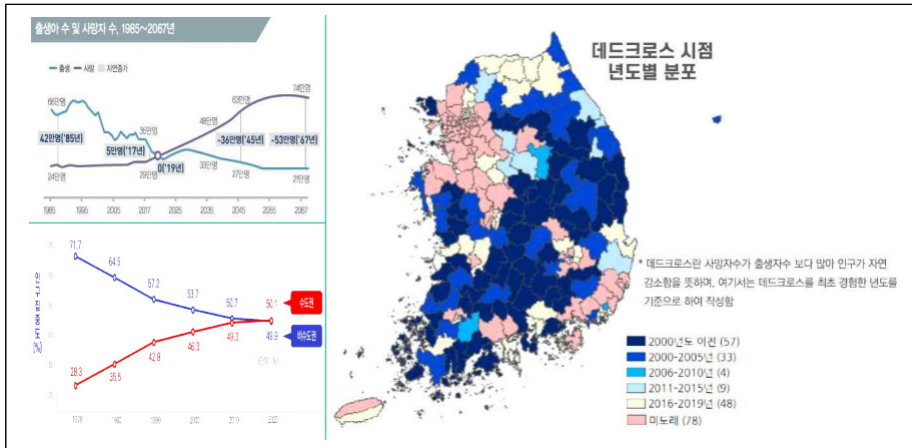 출생아 수 및 사망자 수, 1985~2067년
출생 사망 자연증가
66만명
42만명('85년)
24만명
5만명('17년)
35만명
29만명
0('19년)
48만명
33만명
63만명
-36만명('45년)
27만명
74만명
-53만명('67년)
21만명
1985 1995 2005 2017 2025 2035 2045 2055 2067
71.7
64.5
57.2
53.7
50.7
50.1
수도권
비수도권
49.9
49.3
46.3
42.8
35.5
28.3
(%)
1990 2000 2010 2020
데드크로스 시점
년도별 분포
* 데드크로스란 사망자수가 출생자수 보다 많아 인구가 자연
감소함을 뜻하며, 여기서는 데드크로스를 최초 경험한 년도를
기준으로 하여 작성함
2000년도 이전 (57)
2000-2005년 (33)
2006-2010년 (4)
2011-2015년 (9)
2016-2019년 (48)
미도래 (78)